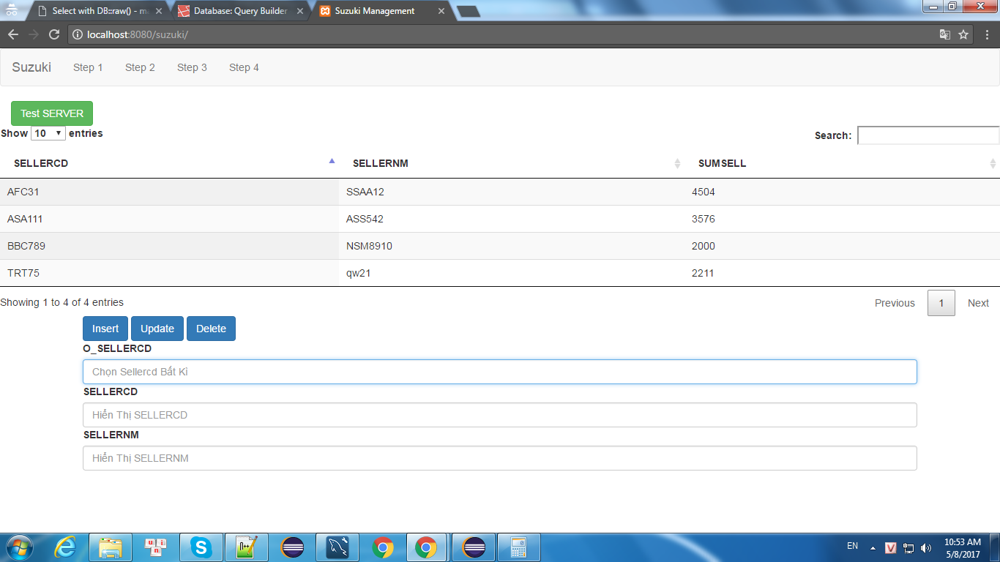 Select with DB::raw() - ma
Database: Query Builder
Suzuki Management
localhost:8080/suzuki/
Suzuki Step 1 Step 2 Step 3 Step 4
Test SERVER
Show 10 entries
Search:
SELLERCD SELLERNM SUMSELL
AFC31 SSAA12 4504
ASA111 ASS542 3576
BBC789 NSM8910 2000
TRT75 qw21 2211
Showing 1 to 4 of 4 entries
Previous 1 Next
Insert Update Delete
O_SELLERCD
Chọn Sellercd Bất Kì
SELLERCD
Hiển Thị SELLERCD
SELLERNM
Hiển Thị SELLERNM
EN
10:53 AM
5/8/2017